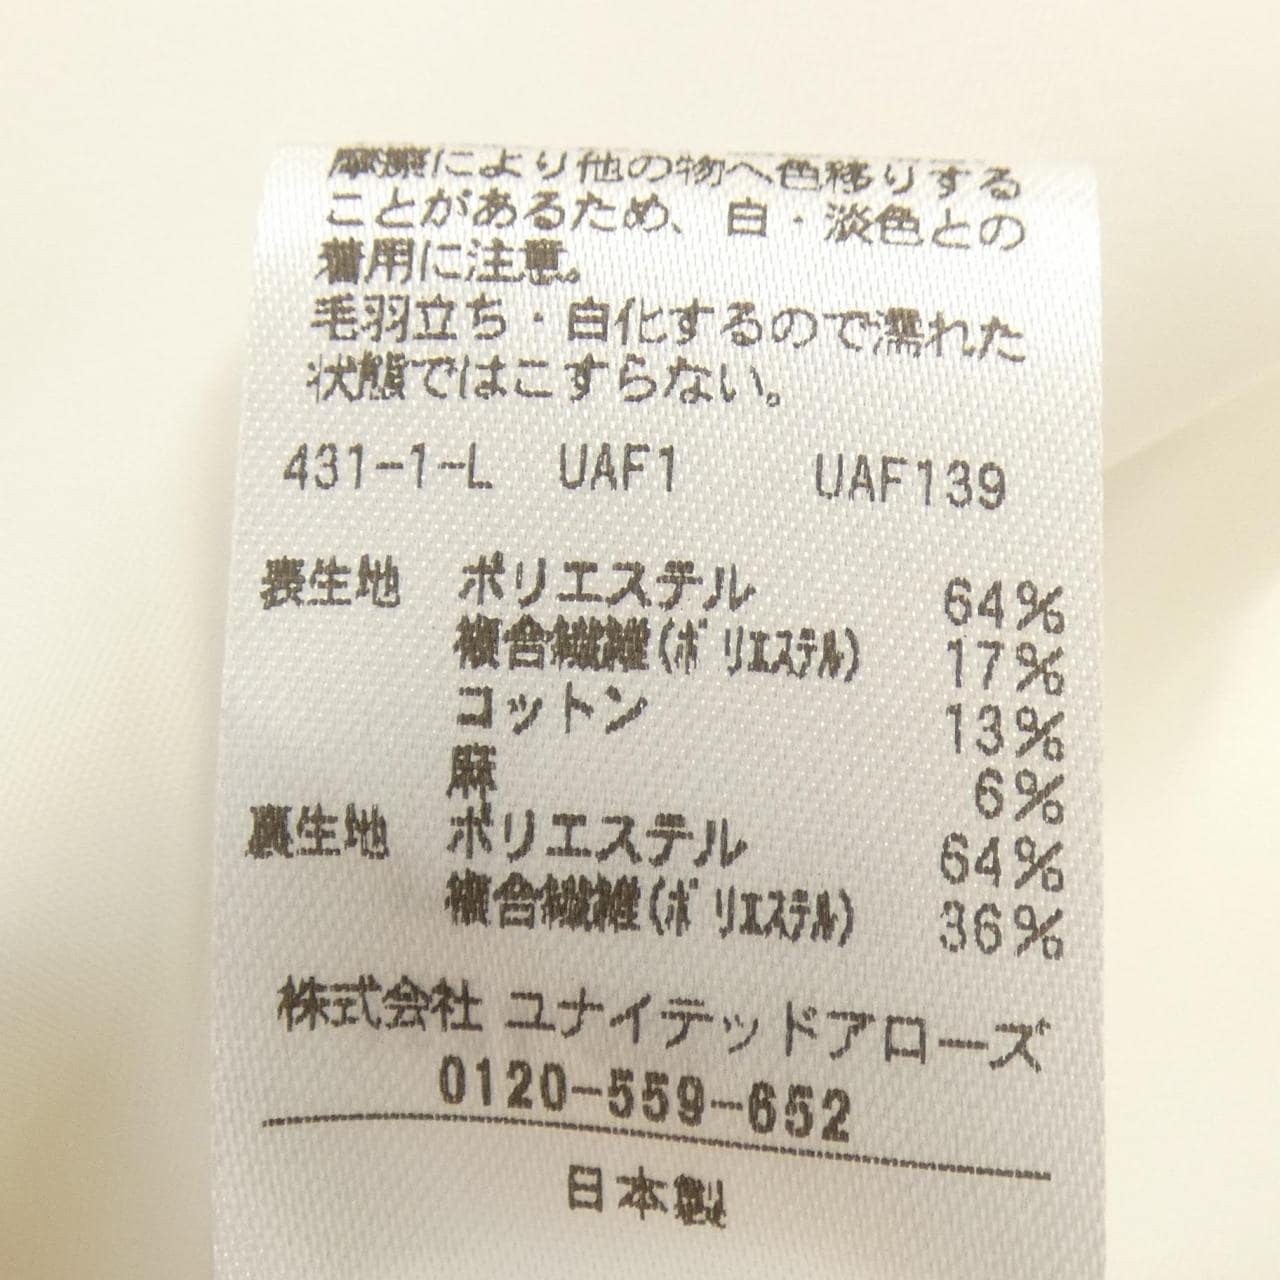 摩擦により他の物へ色移りする
ことがあるため、白・淡色との
着用に注意。
毛羽立ち・白化するので濡れた
状態ではこすらない。
431-1-L UAF1 UAF139
表生地 ポリエステル 64%
複合繊維(ポリエステル) 17%
コットン 13%
麻 6%
裏生地 ポリエステル 64%
複合繊維(ポリエステル) 36%
株式会社 ユナイテッドアローズ
0120-559-652
日本製